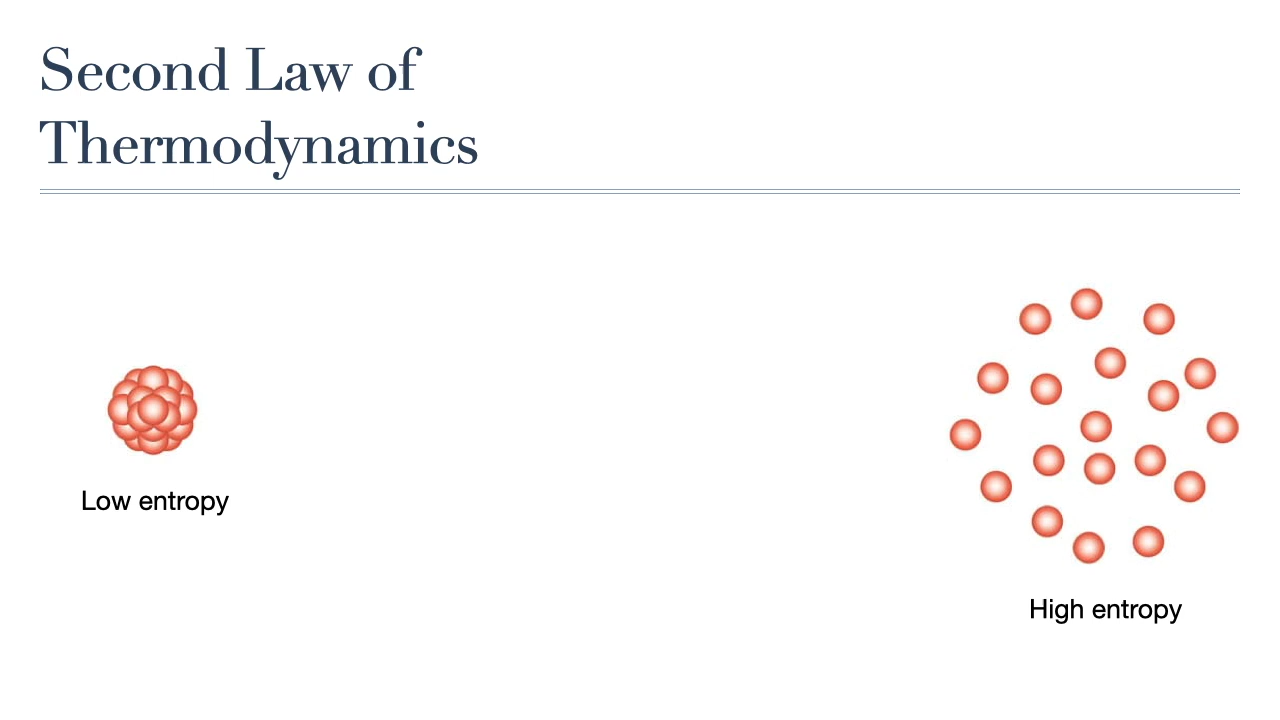 Second Law of
Thermodynamics
Low entropy
High entropy